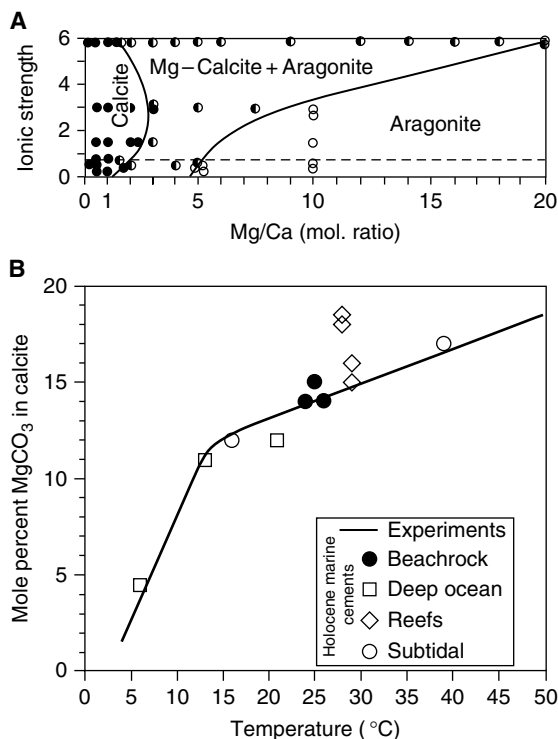 A
Ionic strength
6
4
2
0
Calcite
Mg–Calcite + Aragonite
Aragonite
0 1 5 10 15 20
Mg/Ca (mol. ratio)
B
Mole percent MgCO3 in calcite
20
15
10
5
0
Holocene marine
cements
Experiments
Beachrock
Deep ocean
Reefs
Subtidal
0 5 10 15 20 25 30 35 40 45 50
Temperature (°C)